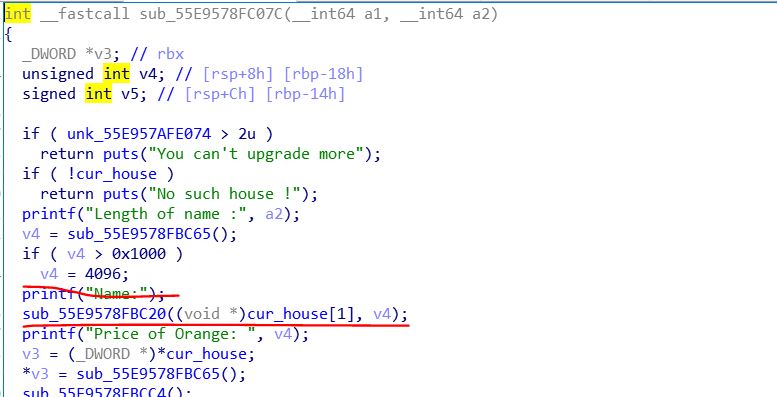 int __fastcall sub_55E9578FC07C(__int64 a1, __int64 a2)
{
_DWORD *v3; // rbx
unsigned int v4; // [rsp+8h] [rbp-18h]
signed int v5; // [rsp+Ch] [rbp-14h]
if ( unk_55E957AFE074 > 2u )
return puts("You can't upgrade more");
if ( !cur_house )
return puts("No such house !");
printf("Length of name :", a2);
v4 = sub_55E9578FBC65();
if ( v4 > 0x1000 )
v4 = 4096;
printf("Name:");
sub_55E9578FBC20((void *)cur_house[1], v4);
printf("Price of Orange: ", v4);
v3 = (_DWORD *)*cur_house;
*v3 = sub_55E9578FBC65();
sub_55E9578FBCC4();